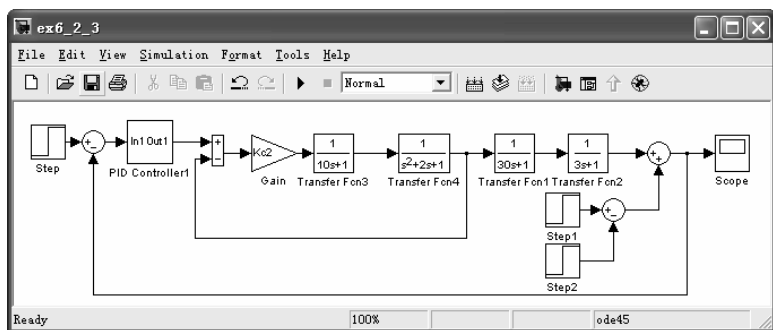 ex6_2_3
File Edit View Simulation Format Tools Help
Normal
Step
In1 Out1
PID Controller1
+
−
Kc2
Gain
1
10s+1
Transfer Fcn3
1
s²+2s+1
Transfer Fcn4
1
30s+1
Transfer Fcn1
1
3s+1
Transfer Fcn2
Scope
Step1
Step2
Ready 100% ode45